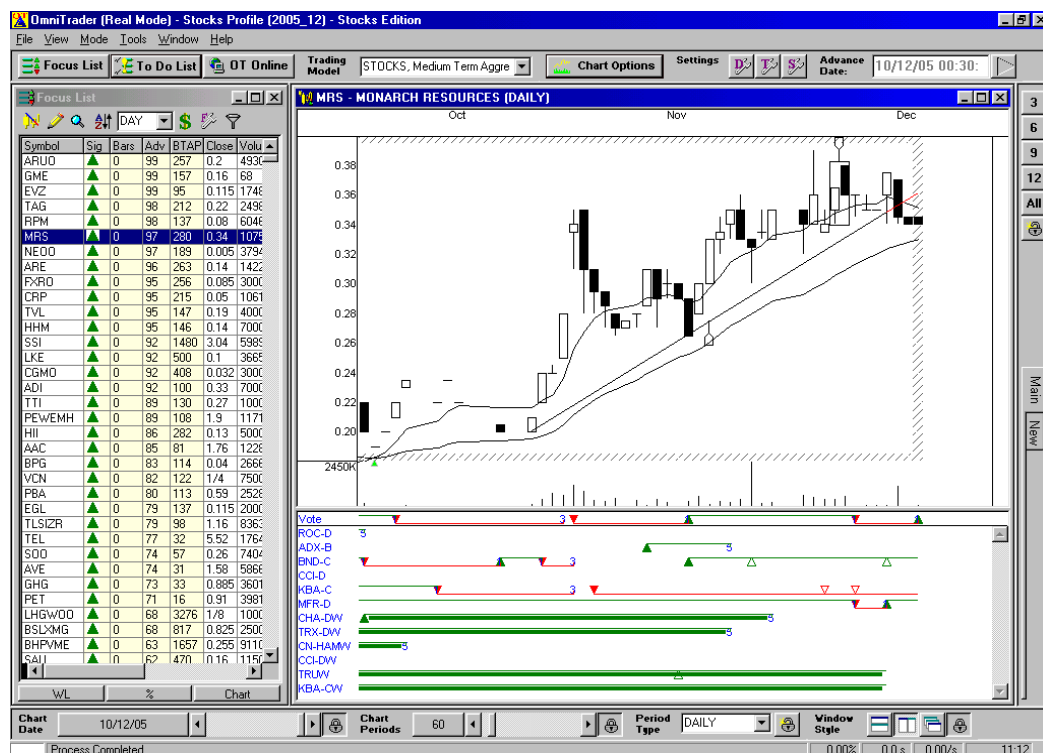 OmniTrader (Real Mode) - Stocks Profile (2005_12) - Stocks Edition
File View Mode Tools Window Help
Focus List To Do List OT Online Trading Model STOCKS, Medium Term Aggre Chart Options Settings D T S Advance Date: 10/12/05 00:30:
Focus List
DAY
Symbol Sig Bars Adv BTAP Close Volu
ARUO 0 99 257 0.2 4930
GME 0 99 157 0.16 68
EVZ 0 99 95 0.115 1748
TAG 0 98 212 0.22 2498
RPM 0 98 137 0.08 6046
MRS 0 97 280 0.34 1075
NEOO 0 97 189 0.005 3794
ARE 0 96 263 0.14 1422
FXRO 0 95 256 0.085 3000
CRP 0 95 215 0.05 1061
TVL 0 95 147 0.19 4000
HHM 0 95 146 0.14 7000
SSI 0 92 1480 3.04 5989
LKE 0 92 500 0.1 3665
CGMO 0 92 408 0.032 3000
ADI 0 92 100 0.33 7000
TTI 0 89 130 0.27 1000
PEWEMH 0 89 108 1.9 1171
HII 0 86 282 0.13 5000
AAC 0 85 81 1.76 1228
BPG 0 83 114 0.04 2666
VCN 0 82 122 1/4 7500
PBA 0 80 113 0.59 2528
EGL 0 79 137 0.115 2000
TLSIZR 0 79 98 1.16 8363
TEL 0 77 32 5.52 1764
SOO 0 74 57 0.26 7404
AVE 0 74 31 1.58 5866
GHG 0 73 33 0.885 3601
PET 0 71 16 0.91 3981
LHGWOO 0 68 3276 1/8 1000
BSLXMG 0 68 817 0.825 2500
BHPVME 0 63 1657 0.255 9110
SAU 0 62 470 0.16 1150
WL % Chart
MRS - MONARCH RESOURCES (DAILY)
Oct Nov Dec
0.38
0.36
0.34
0.32
0.30
0.28
0.26
0.24
0.22
0.20
2450K
Vote 3 3
ROC-D 5
ADX-B 5
BND-C 3
CCI-D
KBA-C 3
MFR-D
CHA-DW 5
TRX-DW 5
CN-HAMW 5
CCI-DW
TRUW
KBA-CW
3
6
9
12
All
Main
New
Chart Date 10/12/05 Chart Periods 60 Period Type DAILY Window Style
Process Completed 0.00% 0.0 s 0.00/s 11:12